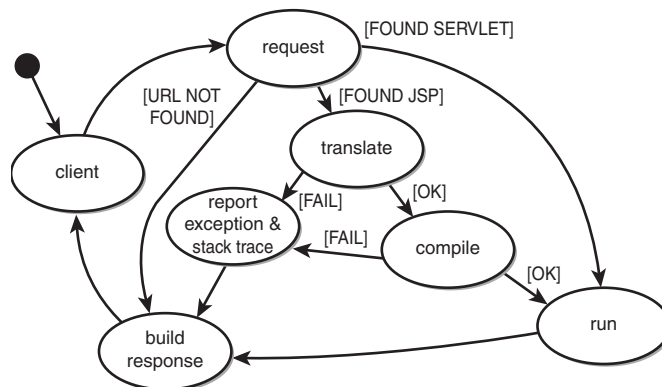 request
[FOUND SERVLET]
[URL NOT
FOUND]
[FOUND JSP]
client
translate
[OK]
report
exception &
stack trace
[FAIL]
[FAIL]
compile
[OK]
run
build
response